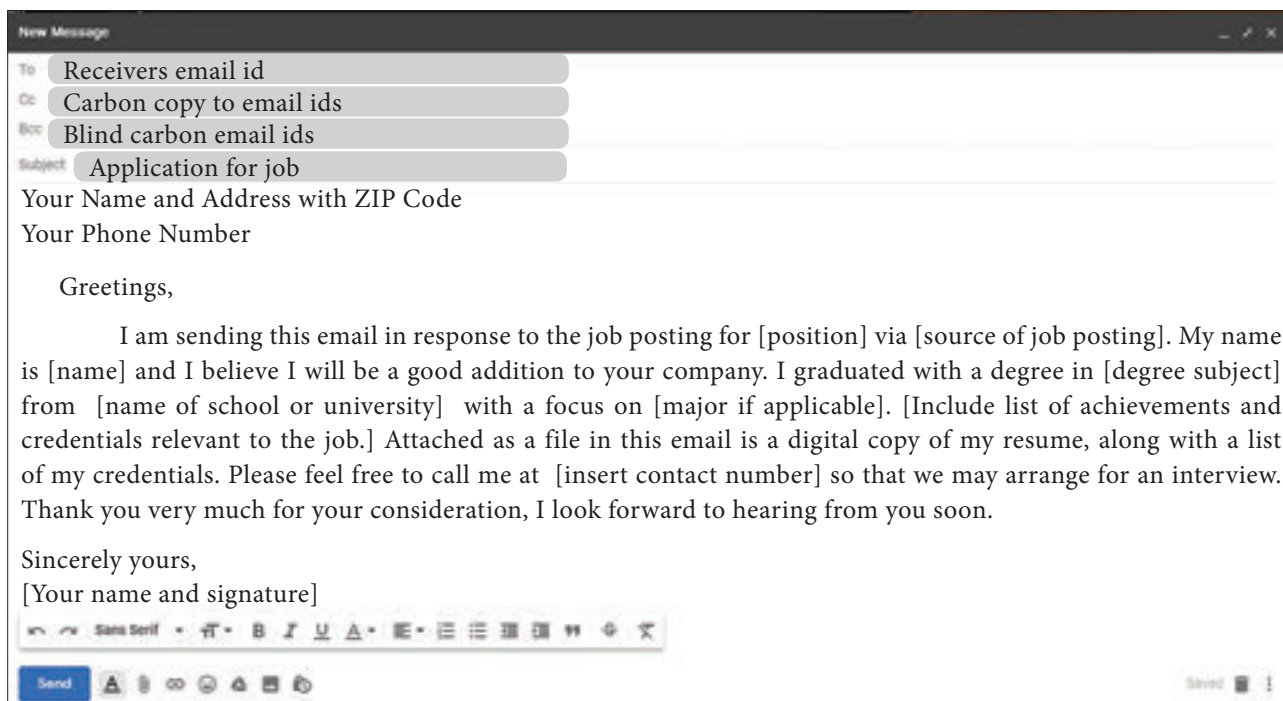 New Message
To Receivers email id
Cc Carbon copy to email ids
Bcc Blind carbon email ids
Subject Application for job
Your Name and Address with ZIP Code
Your Phone Number
Greetings,
I am sending this email in response to the job posting for [position] via [source of job posting]. My name
is [name] and I believe I will be a good addition to your company. I graduated with a degree in [degree subject]
from [name of school or university] with a focus on [major if applicable]. [Include list of achievements and
credentials relevant to the job.] Attached as a file in this email is a digital copy of my resume, along with a list
of my credentials. Please feel free to call me at [insert contact number] so that we may arrange for an interview.
Thank you very much for your consideration, I look forward to hearing from you soon.
Sincerely yours,
[Your name and signature]
Sans Serif B I U A
Send A Saved